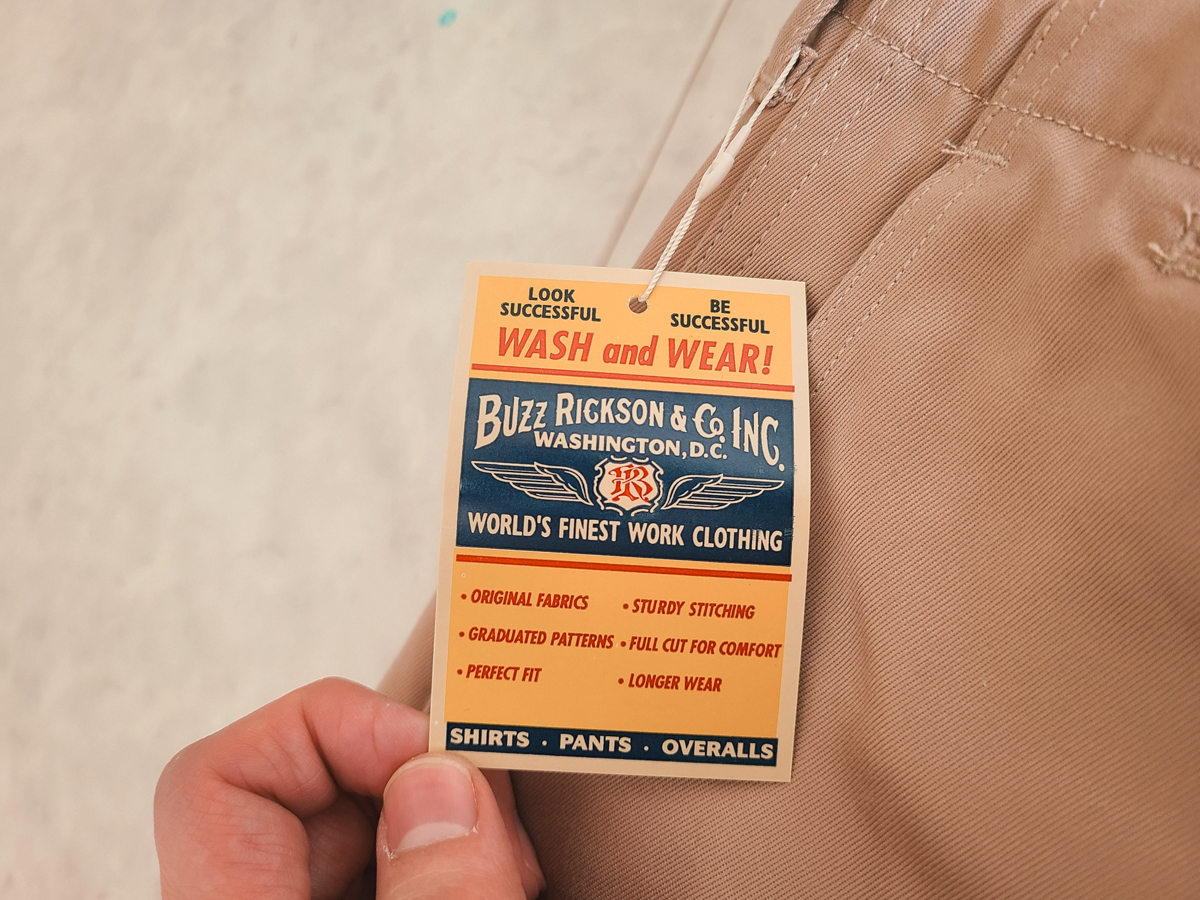 LOOK
SUCCESSFUL
BE
SUCCESSFUL
WASH and WEAR!
BUZZ RICKSON & Co. INC.
WASHINGTON, D.C.
BR
WORLD'S FINEST WORK CLOTHING
• ORIGINAL FABRICS
• STURDY STITCHING
• GRADUATED PATTERNS
• FULL CUT FOR COMFORT
• PERFECT FIT
• LONGER WEAR
SHIRTS · PANTS · OVERALLS